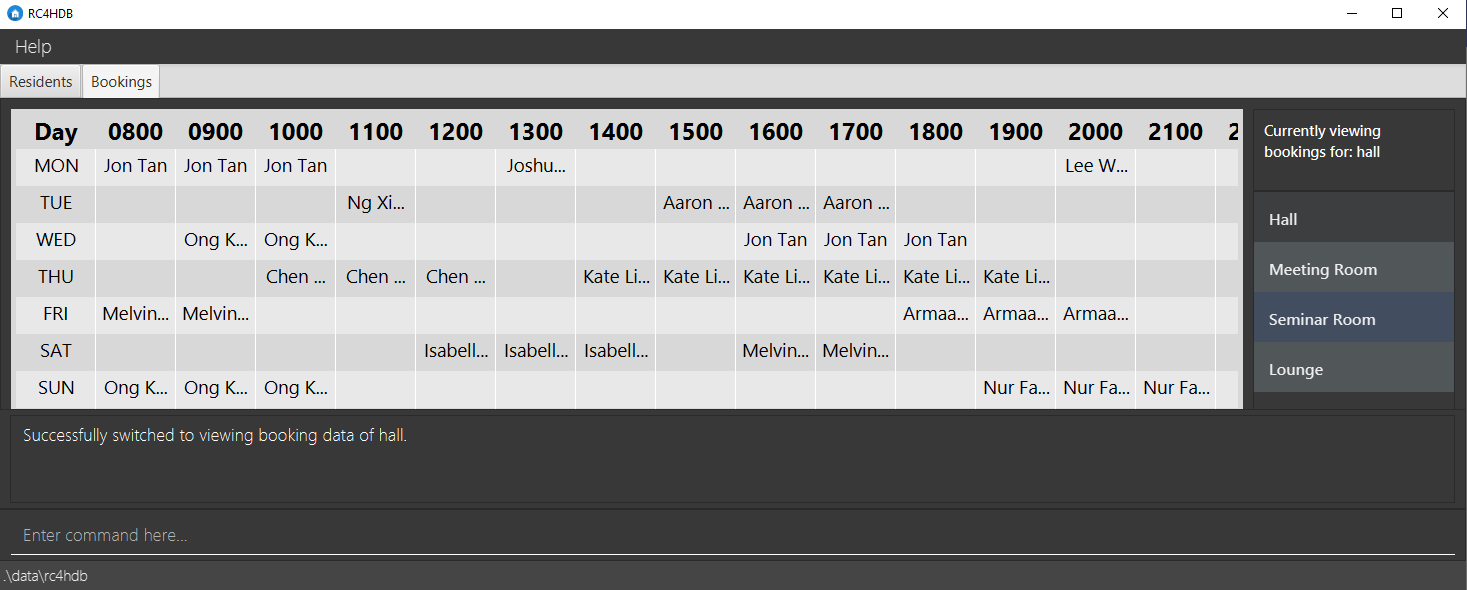 RC4HDB
Help
Residents Bookings
Day 0800 0900 1000 1100 1200 1300 1400 1500 1600 1700 1800 1900 2000 2100 2
MON Jon Tan Jon Tan Jon Tan Joshu... Lee W...
TUE Ng Xi... Aaron ... Aaron ... Aaron ...
WED Ong K... Ong K... Jon Tan Jon Tan Jon Tan
THU Chen ... Chen ... Chen ... Kate Li... Kate Li... Kate Li... Kate Li... Kate Li... Kate Li...
FRI Melvin... Melvin... Armaa... Armaa... Armaa...
SAT Isabell... Isabell... Isabell... Melvin... Melvin...
SUN Ong K... Ong K... Ong K... Nur Fa... Nur Fa... Nur Fa...
Currently viewing
bookings for: hall
Hall
Meeting Room
Seminar Room
Lounge
Successfully switched to viewing booking data of hall.
Enter command here...
.\data\rc4hdb